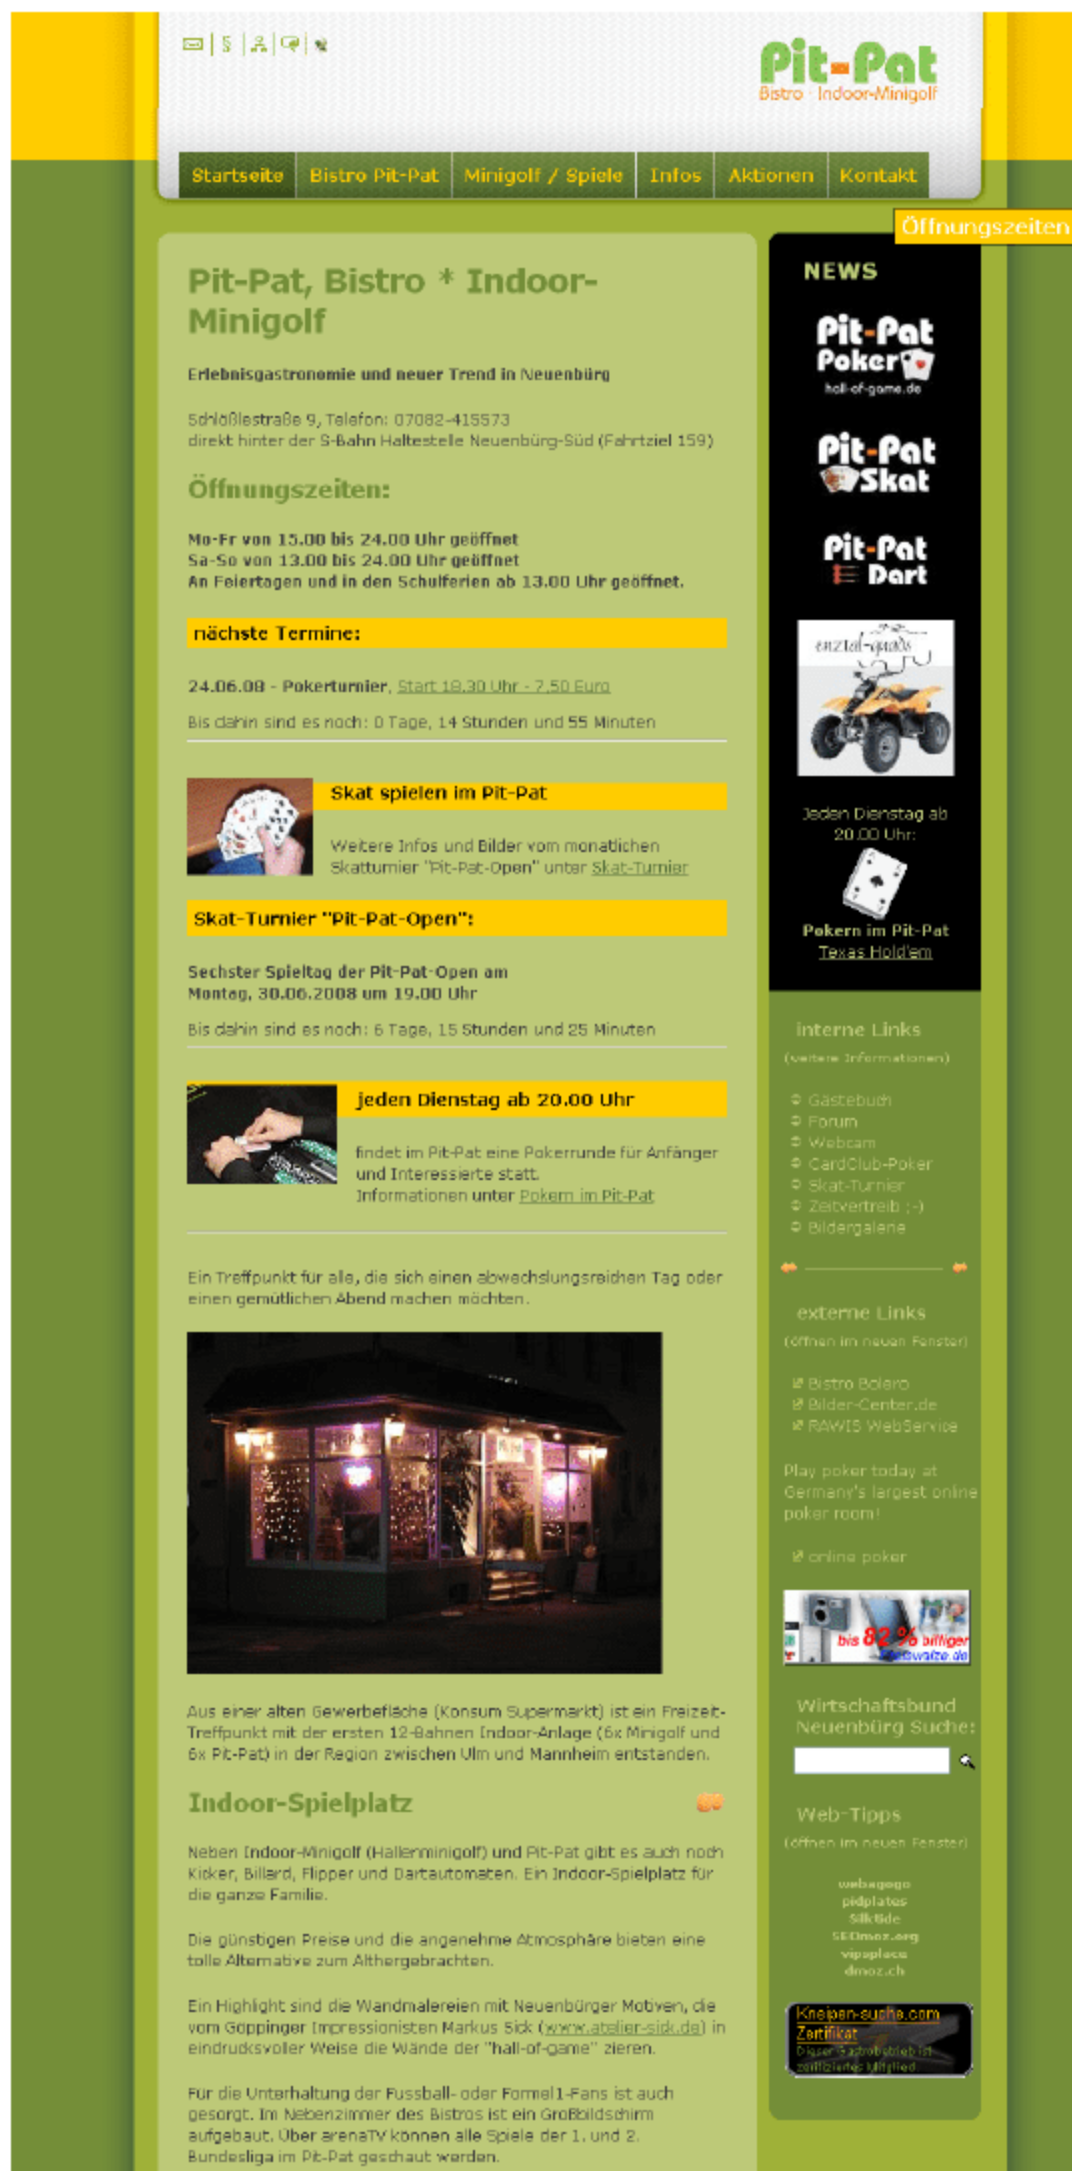 Pit-Pat
Bistro · Indoor-Minigolf
Startseite
Bistro Pit-Pat
Minigolf / Spiele
Infos
Aktionen
Kontakt
Öffnungszeiten
Pit-Pat, Bistro * Indoor-
Minigolf
Erlebnisgastronomie und neuer Trend in Neuenbürg
Schlößlestraße 9, Telefon: 07082-415573
direkt hinter der S-Bahn Haltestelle Neuenbürg-Süd (Fahrtziel 159)
Öffnungszeiten:
Mo-Fr von 15.00 bis 24.00 Uhr geöffnet
Sa-So von 13.00 bis 24.00 Uhr geöffnet
An Feiertagen und in den Schulferien ab 13.00 Uhr geöffnet.
nächste Termine:
24.06.08 - Pokerturnier, Start 18.30 Uhr - 7,50 Euro
Bis dahin sind es noch: 0 Tage, 14 Stunden und 55 Minuten
Skat spielen im Pit-Pat
Weitere Infos und Bilder vom monatlichen
Skatturnier "Pit-Pat-Open" unter Skat-Turnier
Skat-Turnier "Pit-Pat-Open":
Sechster Spieltag der Pit-Pat-Open am
Montag, 30.06.2008 um 19.00 Uhr
Bis dahin sind es noch: 6 Tage, 15 Stunden und 25 Minuten
jeden Dienstag ab 20.00 Uhr
findet im Pit-Pat eine Pokerrunde für Anfänger
und Interessierte statt.
Informationen unter Pokern im Pit-Pat
Ein Treffpunkt für alle, die sich einen abwechslungsreichen Tag oder
einen gemütlichen Abend machen möchten.
Aus einer alten Gewerbefläche (Konsum Supermarkt) ist ein Freizeit-
Treffpunkt mit der ersten 12-Bahnen Indoor-Anlage (6x Minigolf und
6x Pit-Pat) in der Region zwischen Ulm und Mannheim entstanden.
Indoor-Spielplatz
Neben Indoor-Minigolf (Hallenminigolf) und Pit-Pat gibt es auch noch
Kicker, Billard, Flipper und Dartautomaten. Ein Indoor-Spielplatz für
die ganze Familie.
Die günstigen Preise und die angenehme Atmosphäre bieten eine
tolle Alternative zum Althergebrachten.
Ein Highlight sind die Wandmalereien mit Neuenbürger Motiven, die
vom Göppinger Impressionisten Markus Sick (www.atelier-sick.de) in
eindrucksvoller Weise die Wände der "hall-of-game" zieren.
Für die Unterhaltung der Fussball- oder Formel1-Fans ist auch
gesorgt. Im Nebenzimmer des Bistros ist ein Großbildschirm
aufgebaut. Über arenaTV können alle Spiele der 1. und 2.
Bundesliga im Pit-Pat geschaut werden.
NEWS
Pit-Pat
Poker
hall-of-game.de
Pit-Pat
Skat
Pit-Pat
Dart
enztal-quads
Jeden Dienstag ab
20.00 Uhr:
Pokern im Pit-Pat
Texas Hold'em
interne Links
(weitere Informationen)
Gästebuch
Forum
Webcam
CardClub-Poker
Skat-Turnier
Zeitvertreib ;-)
Bildergalerie
externe Links
(öffnen im neuen Fenster)
Bistro Bolero
Bilder-Center.de
RAWIS WebService
Play poker today at
Germany's largest online
poker room!
online poker
bis 82 % billiger
Preiswalze.de
Wirtschaftsbund
Neuenbürg Suche:
Web-Tipps
(öffnen im neuen Fenster)
webagogo
pidplates
Silktide
SEOmoz.org
vipsplace
dmoz.ch
Kneipen-suche.com
Zertifikat
Dieser Gastrobetrieb ist
zertifiziertes Mitglied